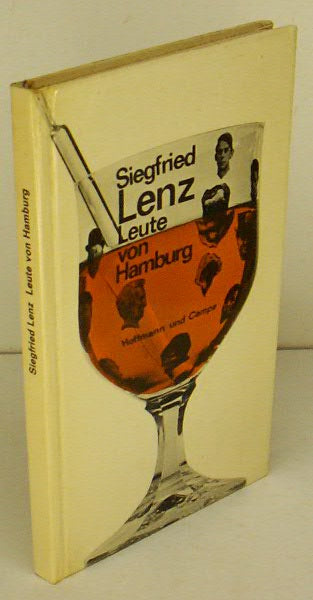 Siegfried
Lenz
Leute
von
Hamburg
Hoffmann und Campe
Siegfried Lenz Leute von Hamburg